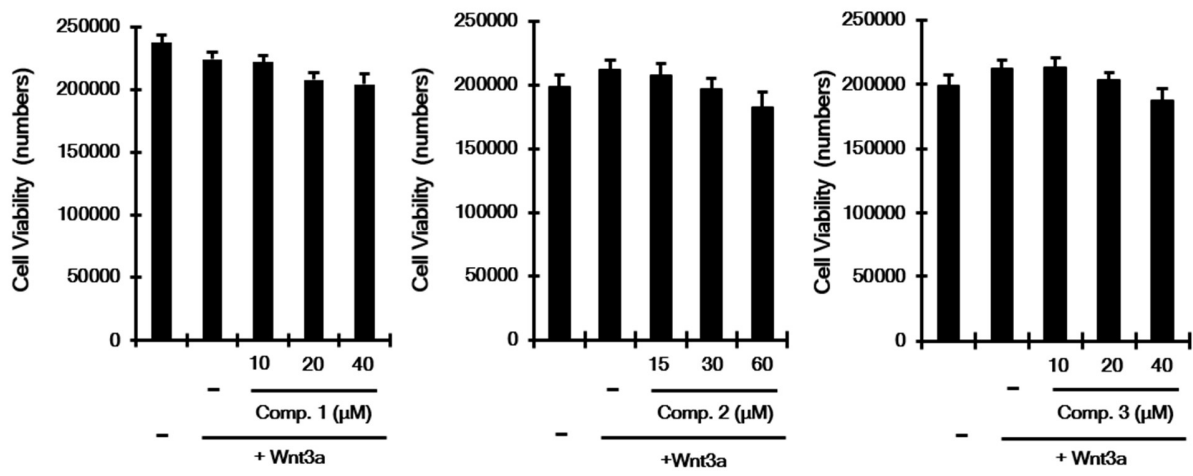 Cell Viability (numbers)
250000
200000
150000
100000
50000
0
10 20 40
–
Comp. 1 (μM)
–
+ Wnt3a
Cell Viability (numbers)
250000
200000
150000
100000
50000
0
15 30 60
–
Comp. 2 (μM)
–
+Wnt3a
Cell Viability (numbers)
250000
200000
150000
100000
50000
0
10 20 40
–
Comp. 3 (μM)
–
+ Wnt3a